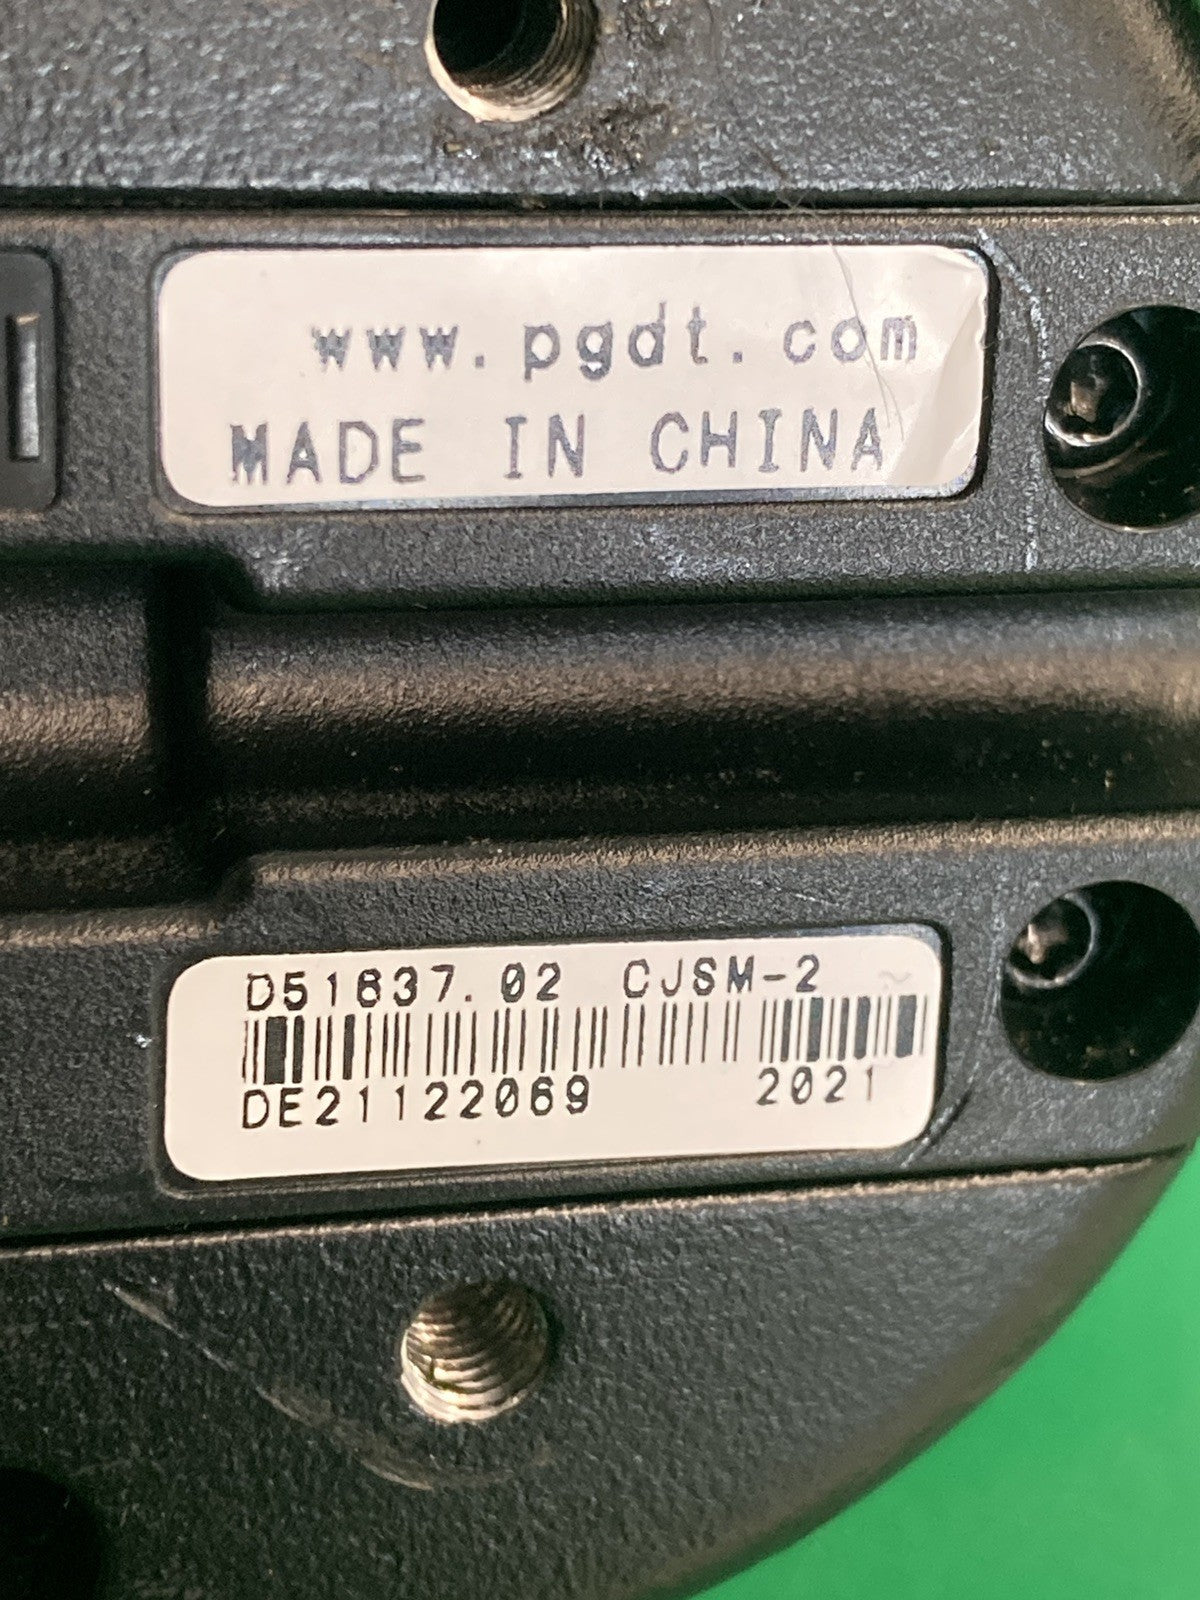 www.pgdt.com
MADE IN CHINA
D51637.02 CJSM-2
DE21122069 2021